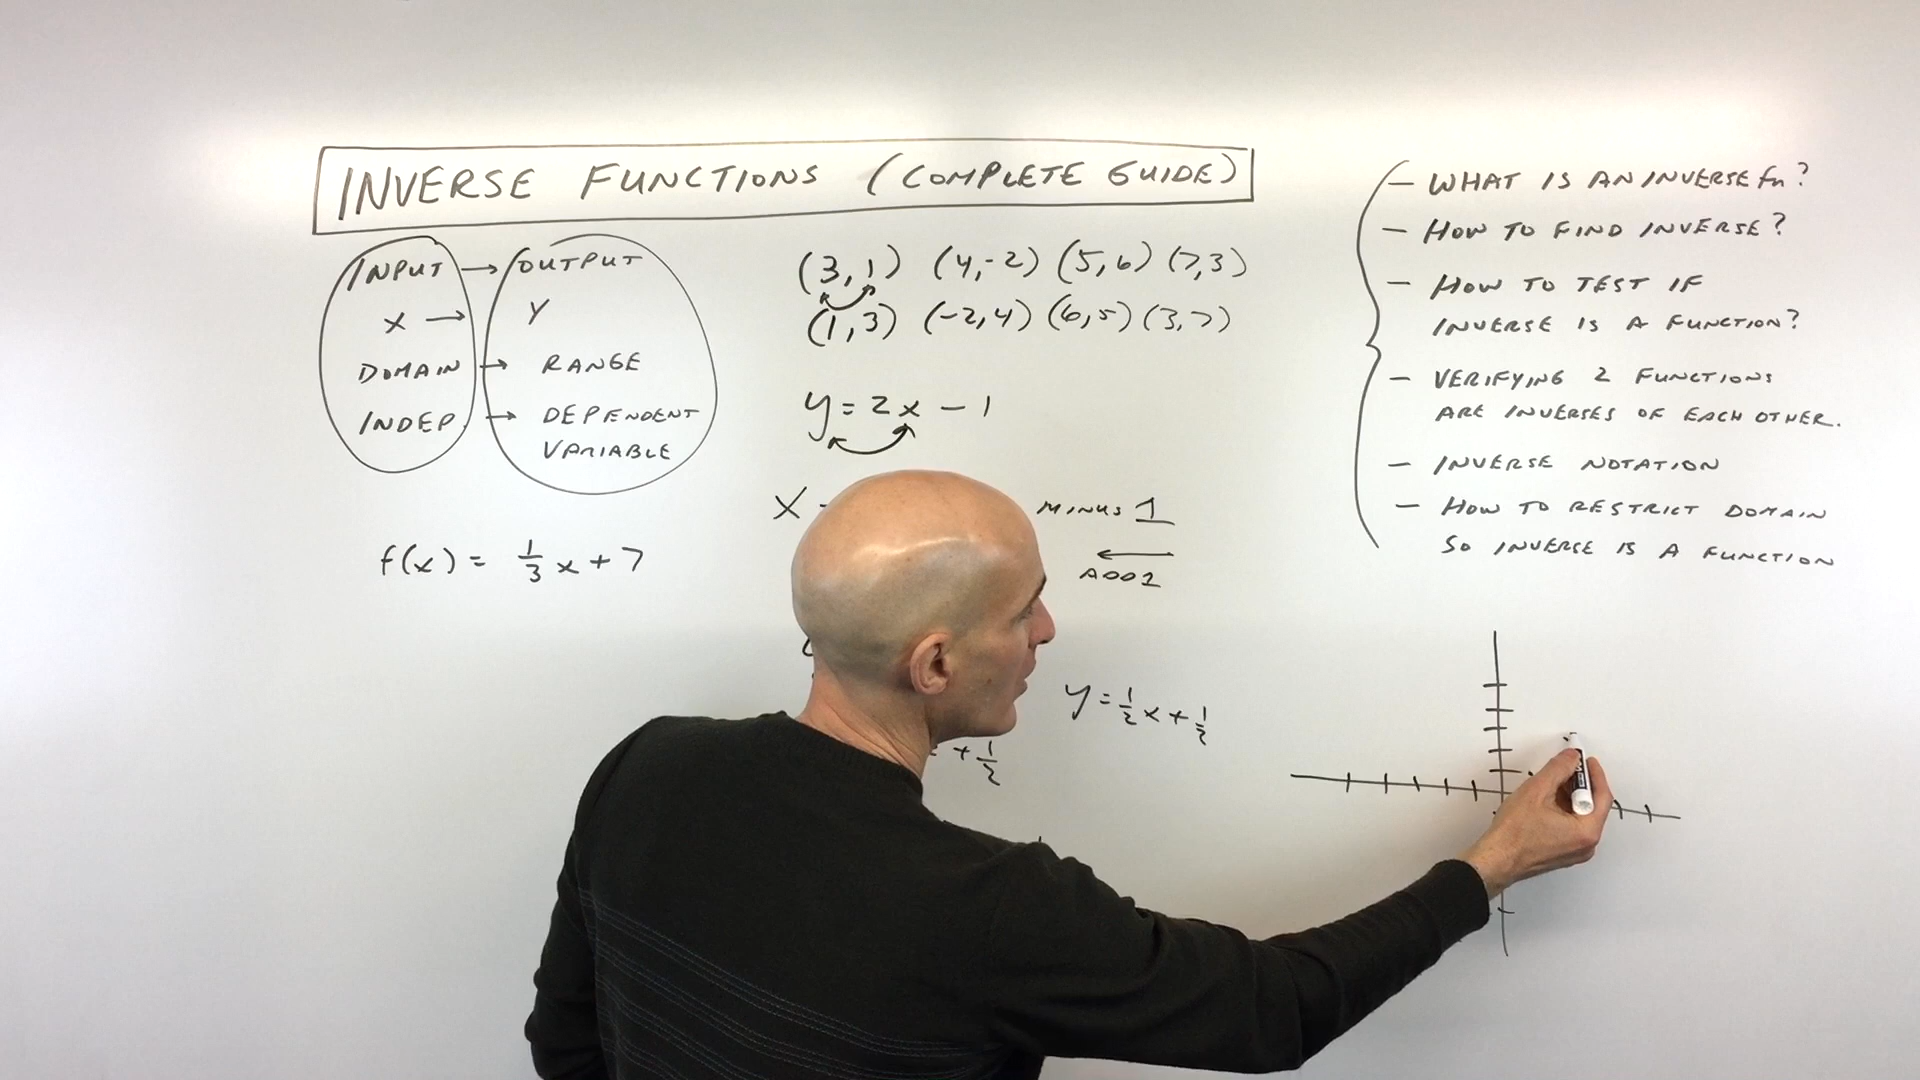 INVERSE FUNCTIONS (COMPLETE GUIDE)
INPUT → OUTPUT
X → Y
DOMAIN → RANGE
INDEP. → DEPENDENT
VARIABLE
f(x) = 1/3 x + 7
(3,1) (4,-2) (5,6) (7,3)
(1,3) (-2,4) (6,5) (3,7)
y = 2x - 1
X
MINUS 1
←
ADD 1
y = 1/2 x + 1/2
+ 1/2
- WHAT IS AN INVERSE fn?
- HOW TO FIND INVERSE?
- HOW TO TEST IF
INVERSE IS A FUNCTION?
- VERIFYING 2 FUNCTIONS
ARE INVERSES OF EACH OTHER.
- INVERSE NOTATION
- HOW TO RESTRICT DOMAIN
SO INVERSE IS A FUNCTION